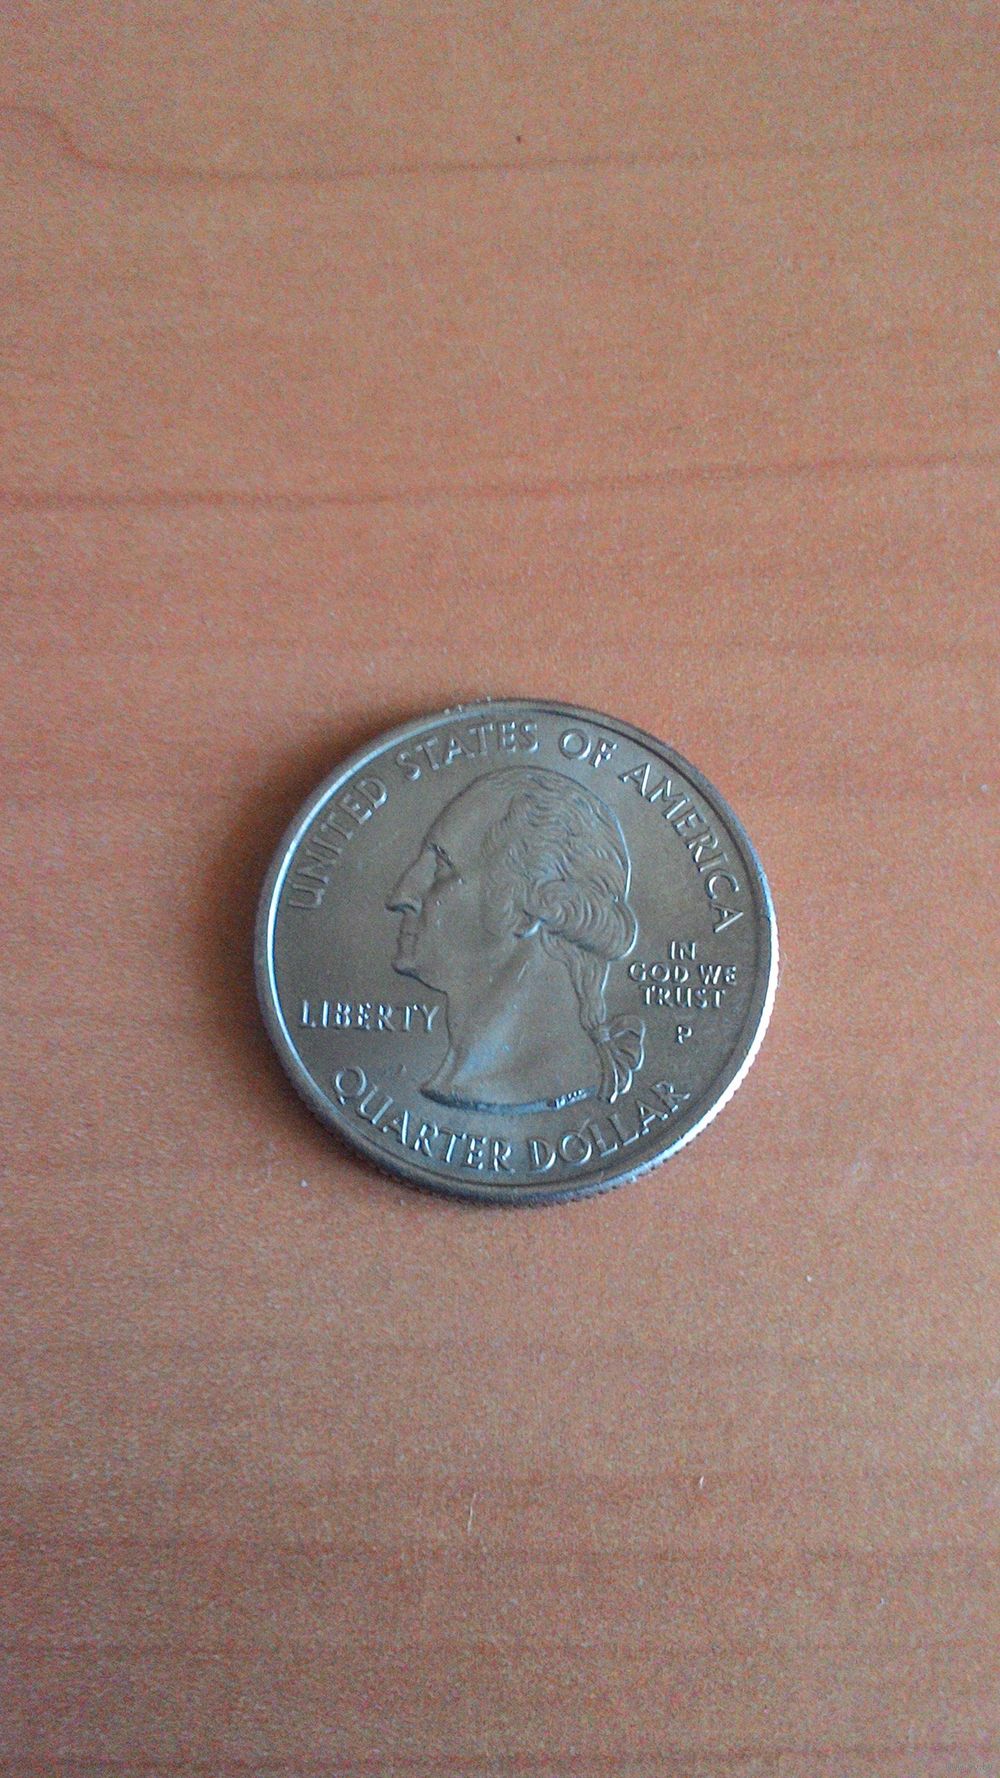 UNITED STATES OF AMERICA
LIBERTY
IN
GOD WE
TRUST
P
QUARTER DOLLAR